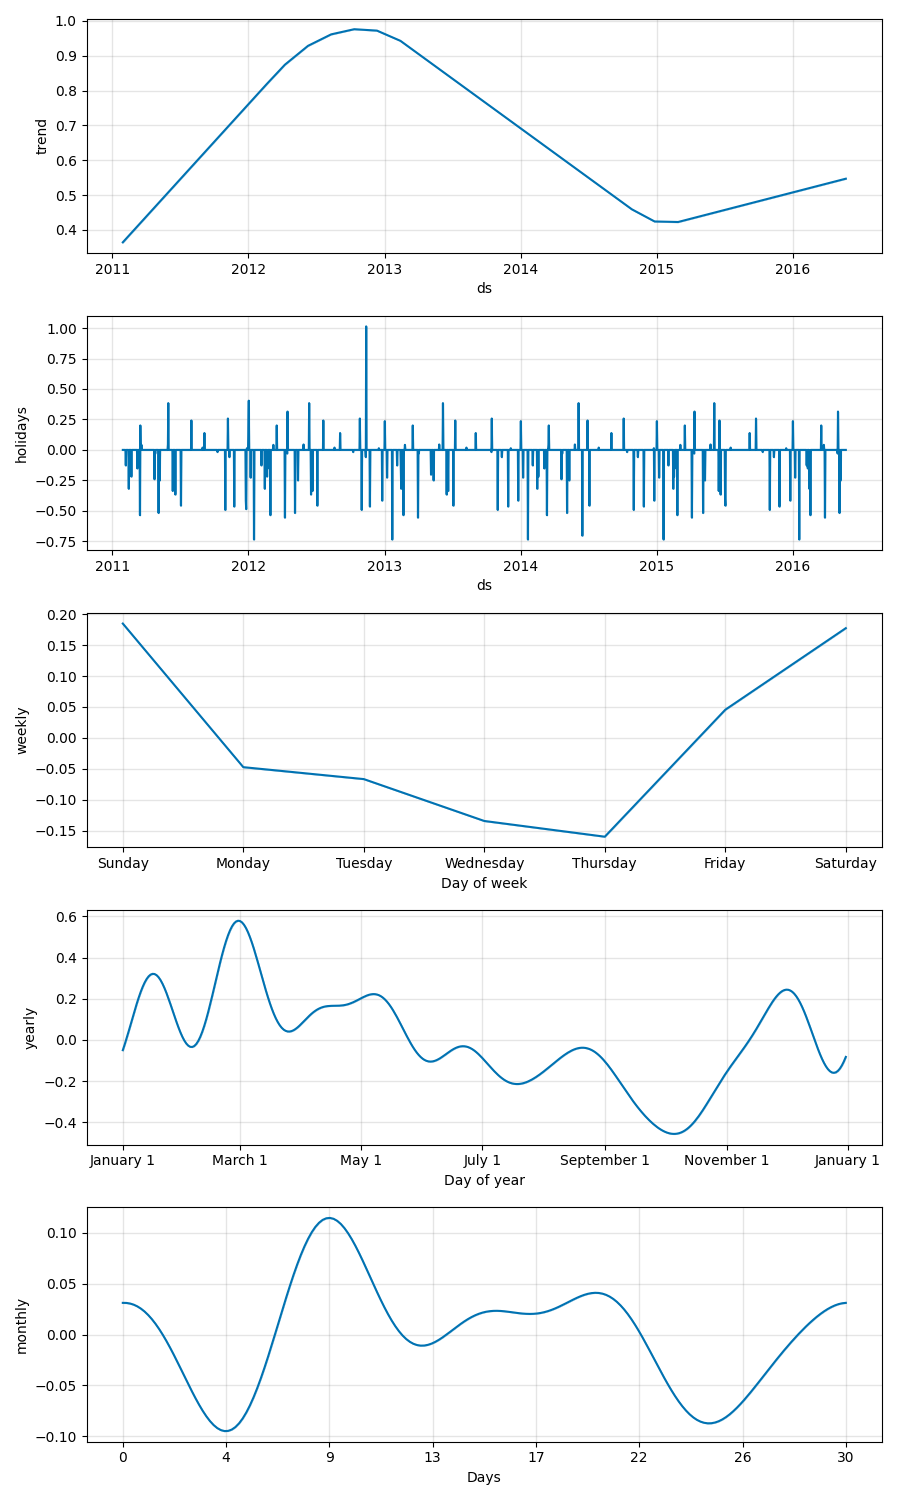 1.0
0.9
0.8
0.7
0.6
0.5
0.4
trend
2011 2012 2013 2014 2015 2016
ds
1.00
0.75
0.50
0.25
0.00
−0.25
−0.50
−0.75
holidays
2011 2012 2013 2014 2015 2016
ds
0.20
0.15
0.10
0.05
0.00
−0.05
−0.10
−0.15
weekly
Sunday Monday Tuesday Wednesday Thursday Friday Saturday
Day of week
0.6
0.4
0.2
0.0
−0.2
−0.4
yearly
January 1 March 1 May 1 July 1 September 1 November 1 January 1
Day of year
0.10
0.05
0.00
−0.05
−0.10
monthly
0 4 9 13 17 22 26 30
Days